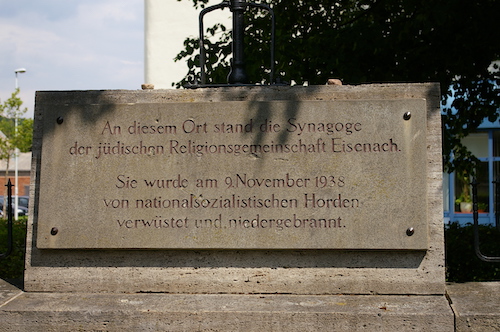 An diesem Ort stand die Synagoge
der jüdischen Religionsgemeinschaft Eisenach.
Sie wurde am 9.November 1938
von nationalsozialistischen Horden
verwüstet und niedergebrannt.